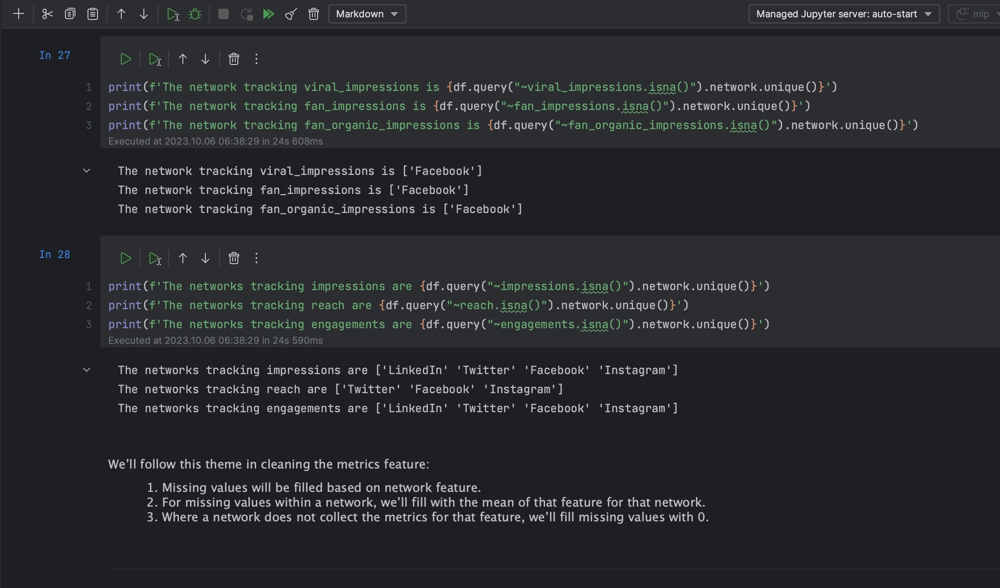 Markdown
Managed Jupyter server: auto-start
mlp
In 27
1 print(f'The network tracking viral_impressions is {df.query("~viral_impressions.isna()").network.unique()}')
2 print(f'The network tracking fan_impressions is {df.query("~fan_impressions.isna()").network.unique()}')
3 print(f'The network tracking fan_organic_impressions is {df.query("~fan_organic_impressions.isna()").network.unique()}')
Executed at 2023.10.06 06:38:29 in 24s 608ms
The network tracking viral_impressions is ['Facebook']
The network tracking fan_impressions is ['Facebook']
The network tracking fan_organic_impressions is ['Facebook']
In 28
1 print(f'The networks tracking impressions are {df.query("~impressions.isna()").network.unique()}')
2 print(f'The networks tracking reach are {df.query("~reach.isna()").network.unique()}')
3 print(f'The networks tracking engagements are {df.query("~engagements.isna()").network.unique()}')
Executed at 2023.10.06 06:38:29 in 24s 590ms
The networks tracking impressions are ['LinkedIn' 'Twitter' 'Facebook' 'Instagram']
The networks tracking reach are ['Twitter' 'Facebook' 'Instagram']
The networks tracking engagements are ['LinkedIn' 'Twitter' 'Facebook' 'Instagram']
We’ll follow this theme in cleaning the metrics feature:
1. Missing values will be filled based on network feature.
2. For missing values within a network, we’ll fill with the mean of that feature for that network.
3. Where a network does not collect the metrics for that feature, we’ll fill missing values with 0.